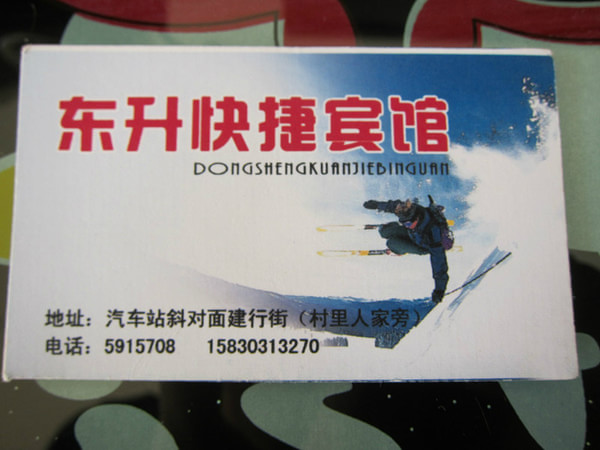 东升快捷宾馆
DONGSHENGKUANJIEBINGUAN
地址：汽车站斜对面建行街（村里人家旁）
电话：5915708 15830313270